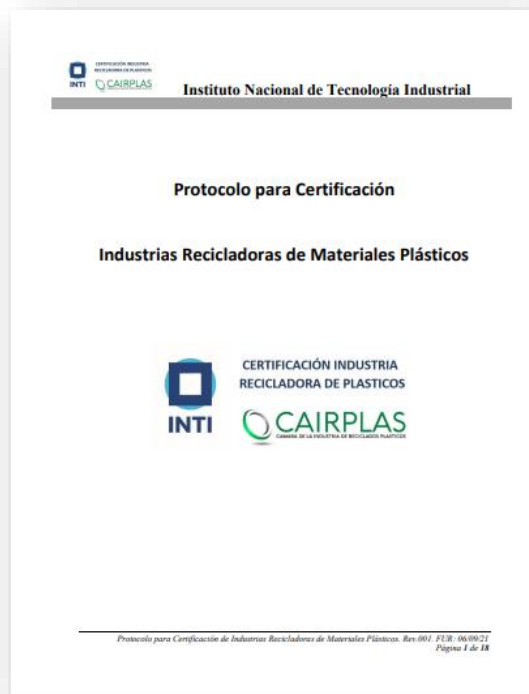 CERTIFICACIÓN INDUSTRIA
RECICLADORA DE PLASTICOS
INTI
CAIRPLAS
Instituto Nacional de Tecnología Industrial
Protocolo para Certificación
Industrias Recicladoras de Materiales Plásticos
CERTIFICACIÓN INDUSTRIA
RECICLADORA DE PLASTICOS
INTI
CAIRPLAS
CAMARA DE LA INDUSTRIA DE RECICLADOS PLASTICOS
Protocolo para Certificación de Industrias Recicladoras de Materiales Plásticos. Rev.001. FUR: 06/09/21
Página 1 de 18